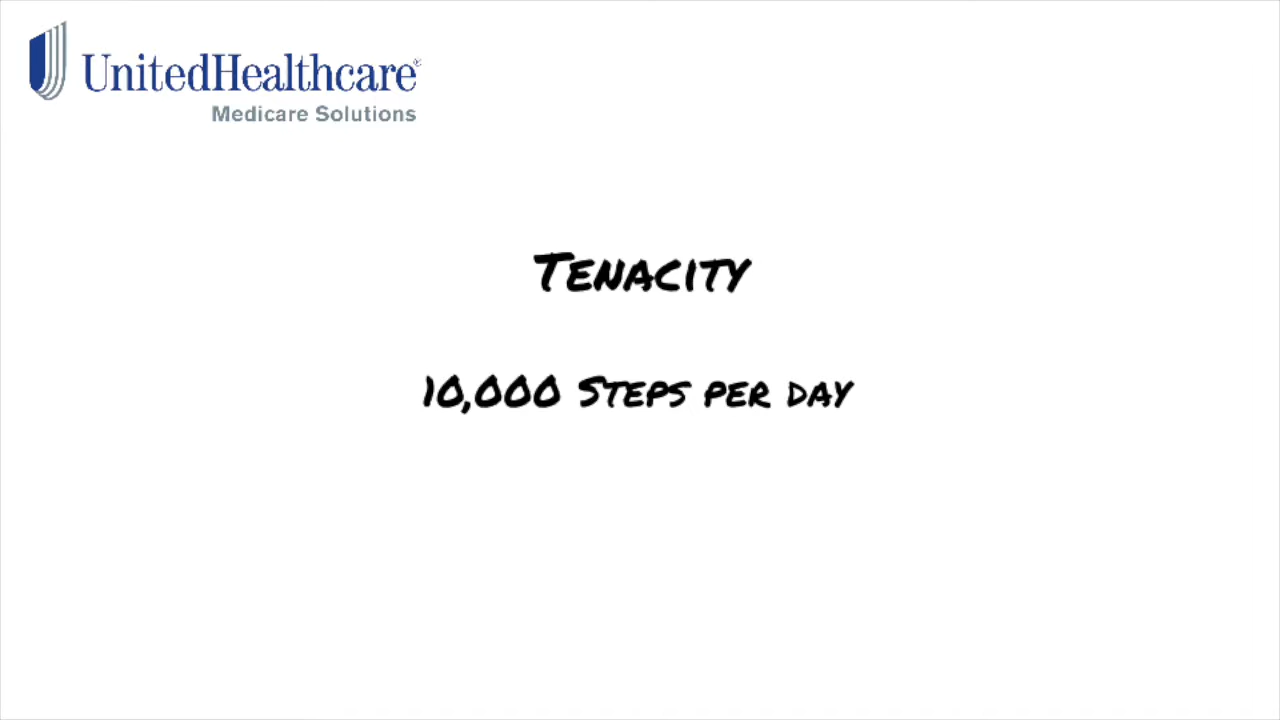 UnitedHealthcare®
Medicare Solutions
Tenacity
10,000 Steps per day